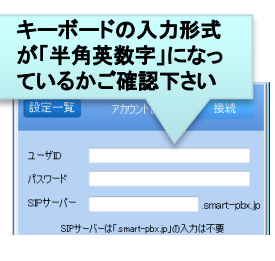 キーボードの入力形式
が「半角英数字」になっ
ているかご確認下さい
設定一覧
アカウント
接続
ユーザID
パスワード
SIPサーバー
.smart-pbx.jp
SIPサーバーは「.smart-pbx.jp」の入力は不要